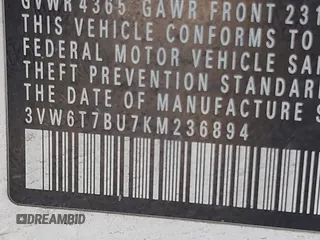 GVWR 4365 GAWR FRONT 231
THIS VEHICLE CONFORMS TO
FEDERAL MOTOR VEHICLE SA
THEFT PREVENTION STANDAR
THE DATE OF MANUFACTURE S
3VW6T7BU7KM236894
DREAMBID